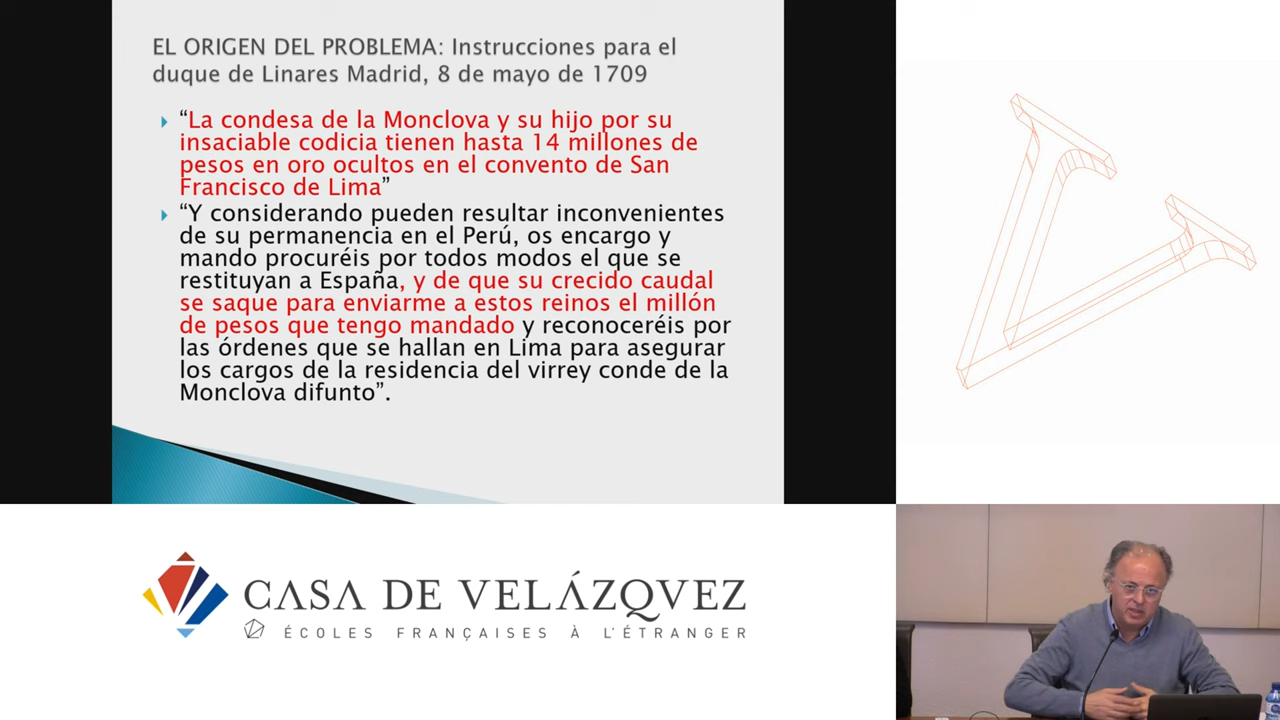 EL ORIGEN DEL PROBLEMA: Instrucciones para el
duque de Linares Madrid, 8 de mayo de 1709
“La condesa de la Monclova y su hijo por su
insaciable codicia tienen hasta 14 millones de
pesos en oro ocultos en el convento de San
Francisco de Lima”
“Y considerando pueden resultar inconvenientes
de su permanencia en el Perú, os encargo y
mando procuréis por todos modos el que se
restituyan a España, y de que su crecido caudal
se saque para enviarme a estos reinos el millón
de pesos que tengo mandado y reconoceréis por
las órdenes que se hallan en Lima para asegurar
los cargos de la residencia del virrey conde de la
Monclova difunto”.
CASA DE VELÁZQVEZ
ÉCOLES FRANÇAISES À L'ÉTRANGER